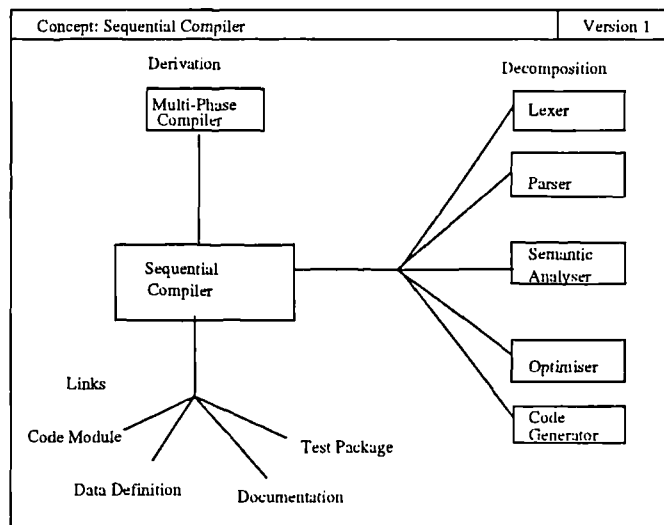 Concept: Sequential Compiler
Version 1
Derivation
Decomposition
Multi-Phase
Compiler
Lexer
Parser
Sequential
Compiler
Semantic
Analyser
Optimiser
Code
Generator
Links
Code Module
Test Package
Data Definition
Documentation